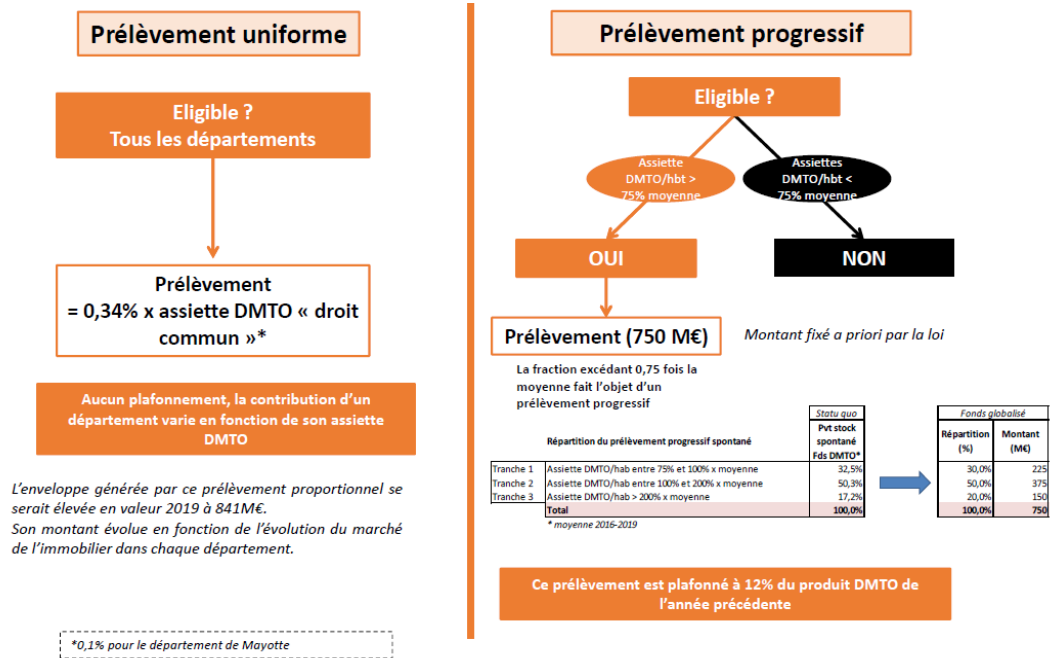 Prélèvement uniforme
Eligible ?
Tous les départements
Prélèvement
= 0,34% x assiette DMTO « droit
commun »*
Aucun plafonnement, la contribution d'un
département varie en fonction de son assiette
DMTO
L'enveloppe générée par ce prélèvement proportionnel se
serait élevée en valeur 2019 à 841M€.
Son montant évolue en fonction de l'évolution du marché
de l'immobilier dans chaque département.
*0,1% pour le département de Mayotte
Prélèvement progressif
Eligible ?
Assiette
DMTO/hbt >
75% moyenne
Assiettes
DMTO/hbt <
75% moyenne
OUI
NON
Prélèvement (750 M€)
Montant fixé a priori par la loi
La fraction excédant 0,75 fois la
moyenne fait l'objet d'un
prélèvement progressif
Statu quo
Fonds globalisé
Répartition du prélèvement progressif spontané
Pvt stock
spontané
Fds DMTO*
Répartition
(%)
Montant
(M€)
Tranche 1 Assiette DMTO/hab entre 75% et 100% x moyenne 32,5% 30,0% 225
Tranche 2 Assiette DMTO/hab entre 100% et 200% x moyenne 50,3% 50,0% 375
Tranche 3 Assiette DMTO/hab > 200% x moyenne 17,2% 20,0% 150
Total 100,0% 100,0% 750
* moyenne 2016-2019
Ce prélèvement est plafonné à 12% du produit DMTO de
l'année précédente